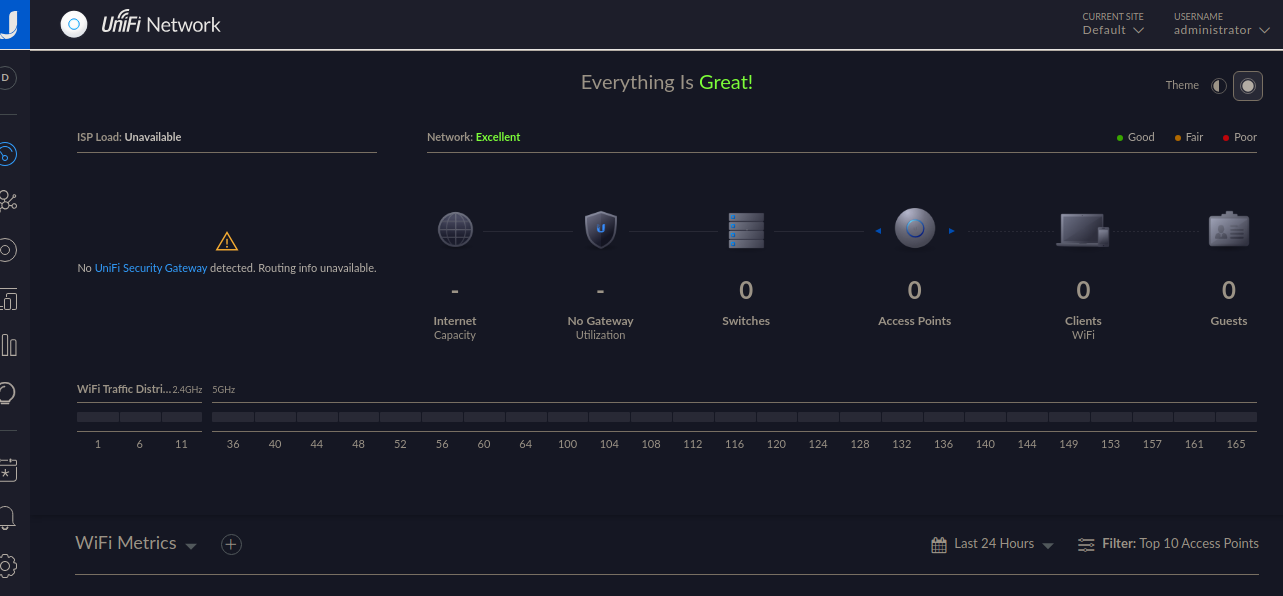 UniFi Network
CURRENT SITE
Default
USERNAME
administrator
D
Everything Is Great!
Theme
ISP Load: Unavailable
Network: Excellent
Good Fair Poor
No UniFi Security Gateway detected. Routing info unavailable.
- - 0 0 0 0
Internet No Gateway Switches Access Points Clients Guests
Capacity Utilization WiFi
WiFi Traffic Distri... 2.4GHz 5GHz
1 6 11 36 40 44 48 52 56 60 64 100 104 108 112 116 120 124 128 132 136 140 144 149 153 157 161 165
WiFi Metrics
Last 24 Hours
Filter: Top 10 Access Points